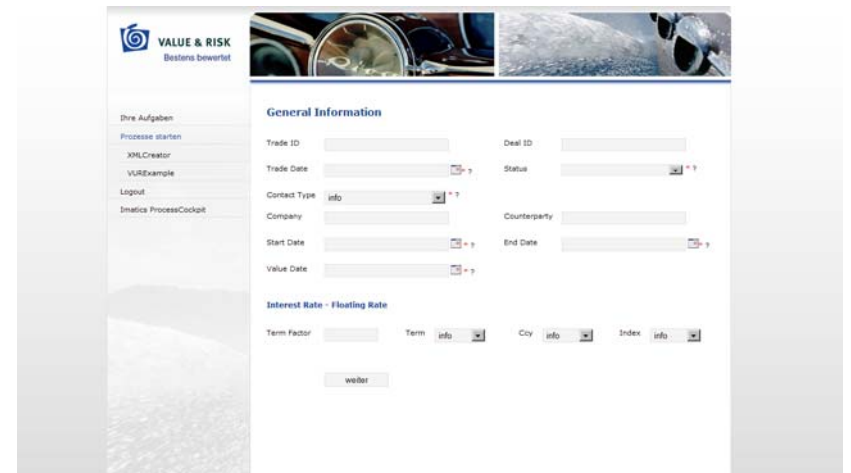 VALUE & RISK
Bestens bewertet
Ihre Aufgaben
Prozesse starten
XMLCreator
VURExample
Logout
Imatics ProcessCockpit
General Information
Trade ID Deal ID
Trade Date * ? Status * ?
Contact Type info * ?
Company Counterparty
Start Date * ? End Date * ?
Value Date * ?
Interest Rate - Floating Rate
Term Factor Term info Ccy info Index info
weiter